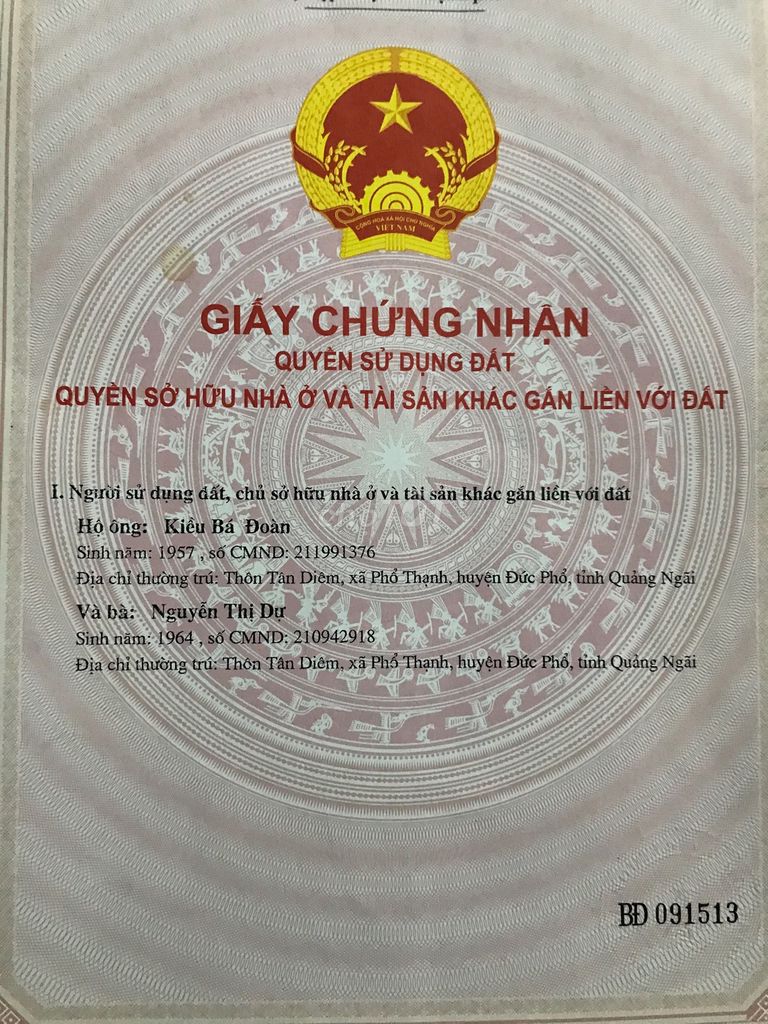 CỘNG HOÀ XÃ HỘI CHỦ NGHĨA
VIỆT NAM
GIẤY CHỨNG NHẬN
QUYỀN SỬ DỤNG ĐẤT
QUYỀN SỞ HỮU NHÀ Ở VÀ TÀI SẢN KHÁC GẮN LIỀN VỚI ĐẤT
I. Người sử dụng đất, chủ sở hữu nhà ở và tài sản khác gắn liền với đất
Hộ ông: Kiều Bá Đoàn
Sinh năm: 1957 , số CMND: 211991376
Địa chỉ thường trú: Thôn Tân Diêm, xã Phổ Thạnh, huyện Đức Phổ, tỉnh Quảng Ngãi
Và bà: Nguyễn Thị Dự
Sinh năm: 1964 , số CMND: 210942918
Địa chỉ thường trú: Thôn Tân Diêm, xã Phổ Thạnh, huyện Đức Phổ, tỉnh Quảng Ngãi
BĐ 091513